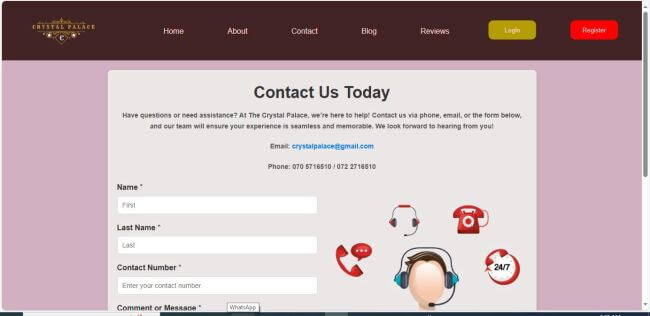 CRYSTAL PALACE
Home
About
Contact
Blog
Reviews
Login
Register
Contact Us Today
Have questions or need assistance? At The Crystal Palace, we're here to help! Contact us via phone, email, or the form below,
and our team will ensure your experience is seamless and memorable. We look forward to hearing from you!
Email: crystalpalace@gmail.com
Phone: 070 5716510 / 072 2716510
Name *
First
Last Name *
Last
Contact Number *
Enter your contact number
Comment or Message *
24/7
WhatsApp